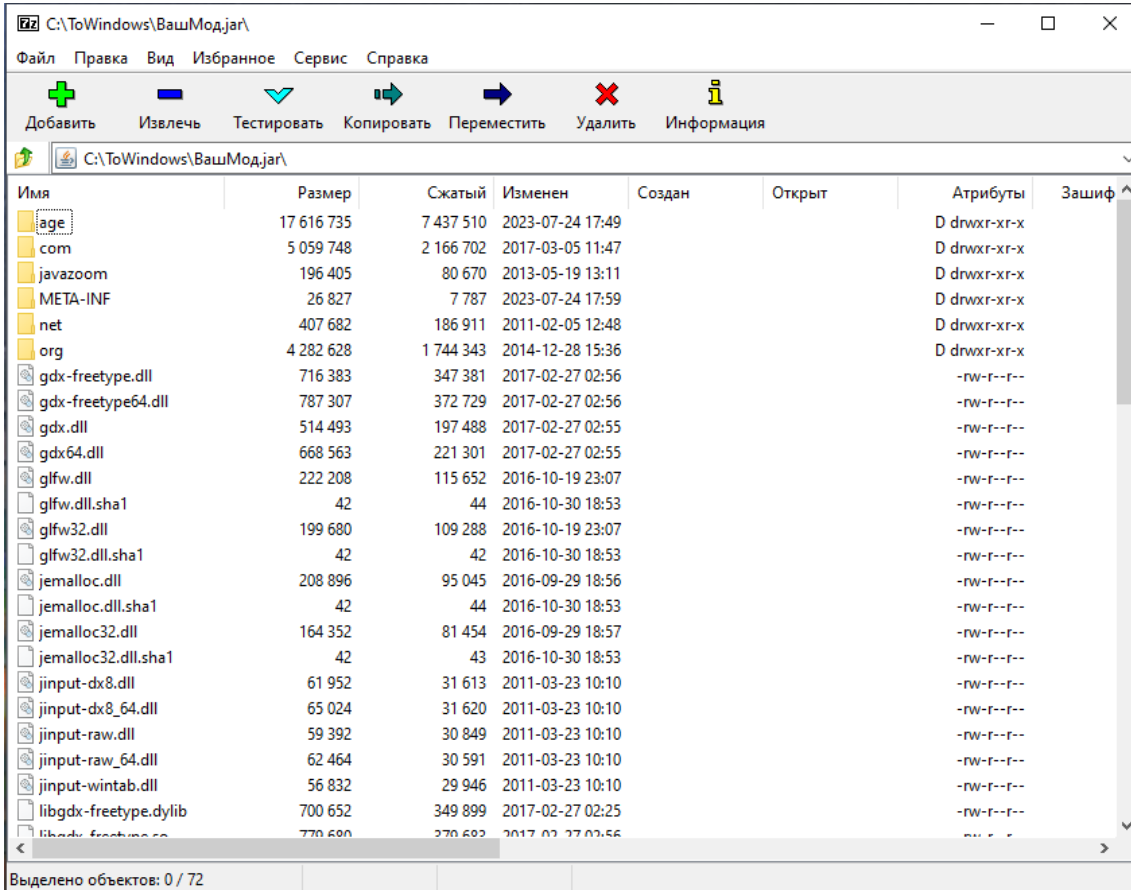 C:\ToWindows\ВашМод.jar\
Файл Правка Вид Избранное Сервис Справка
Добавить Извлечь Тестировать Копировать Переместить Удалить Информация
C:\ToWindows\ВашМод.jar\
Имя Размер Сжатый Изменен Создан Открыт Атрибуты Зашиф
age 17 616 735 7 437 510 2023-07-24 17:49 D drwxr-xr-x
com 5 059 748 2 166 702 2017-03-05 11:47 D drwxr-xr-x
javazoom 196 405 80 670 2013-05-19 13:11 D drwxr-xr-x
META-INF 26 827 7 787 2023-07-24 17:59 D drwxr-xr-x
net 407 682 186 911 2011-02-05 12:48 D drwxr-xr-x
org 4 282 628 1 744 343 2014-12-28 15:36 D drwxr-xr-x
gdx-freetype.dll 716 383 347 381 2017-02-27 02:56 -rw-r--r--
gdx-freetype64.dll 787 307 372 729 2017-02-27 02:56 -rw-r--r--
gdx.dll 514 493 197 488 2017-02-27 02:55 -rw-r--r--
gdx64.dll 668 563 221 301 2017-02-27 02:55 -rw-r--r--
glfw.dll 222 208 115 652 2016-10-19 23:07 -rw-r--r--
glfw.dll.sha1 42 44 2016-10-30 18:53 -rw-r--r--
glfw32.dll 199 680 109 288 2016-10-19 23:07 -rw-r--r--
glfw32.dll.sha1 42 42 2016-10-30 18:53 -rw-r--r--
jemalloc.dll 208 896 95 045 2016-09-29 18:56 -rw-r--r--
jemalloc.dll.sha1 42 44 2016-10-30 18:53 -rw-r--r--
jemalloc32.dll 164 352 81 454 2016-09-29 18:57 -rw-r--r--
jemalloc32.dll.sha1 42 43 2016-10-30 18:53 -rw-r--r--
jinput-dx8.dll 61 952 31 613 2011-03-23 10:10 -rw-r--r--
jinput-dx8_64.dll 65 024 31 620 2011-03-23 10:10 -rw-r--r--
jinput-raw.dll 59 392 30 849 2011-03-23 10:10 -rw-r--r--
jinput-raw_64.dll 62 464 30 591 2011-03-23 10:10 -rw-r--r--
jinput-wintab.dll 56 832 29 946 2011-03-23 10:10 -rw-r--r--
libgdx-freetype.dylib 700 652 349 899 2017-02-27 02:25 -rw-r--r--
libgdx-freetype.so 779 680 379 683 2017-02-27 02:56
Выделено объектов: 0 / 72